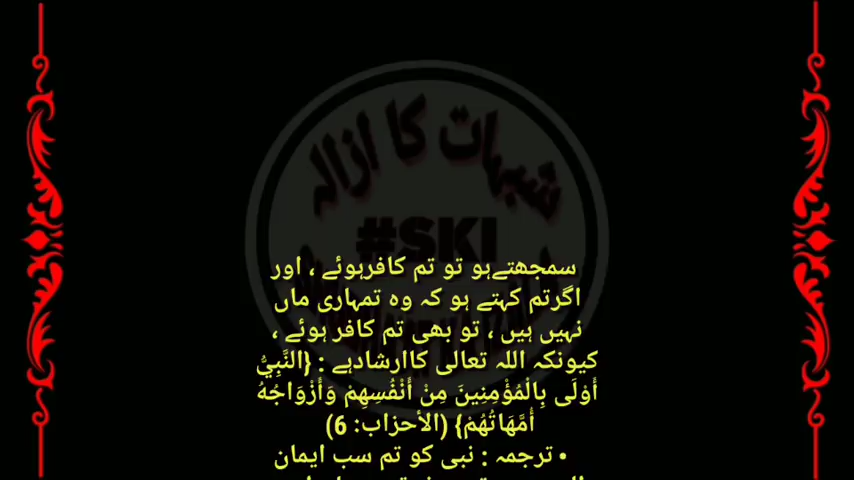 شبہات کا ازالہ
#SKI
سمجھتےہو تو تم کافرہوئے ، اور
اگرتم کہتے ہو کہ وہ تمہاری ماں
نہیں ہیں ، تو بھی تم کافر ہوئے ،
کیونکہ اللہ تعالی کاارشادہے : {النَّبِيُّ
أَوْلَى بِالْمُؤْمِنِينَ مِنْ أَنْفُسِهِمْ وَأَزْوَاجُهُ
أُمَّهَاتُهُمْ} (الأحزاب: 6)
• ترجمہ : نبی کو تم سب ایمان